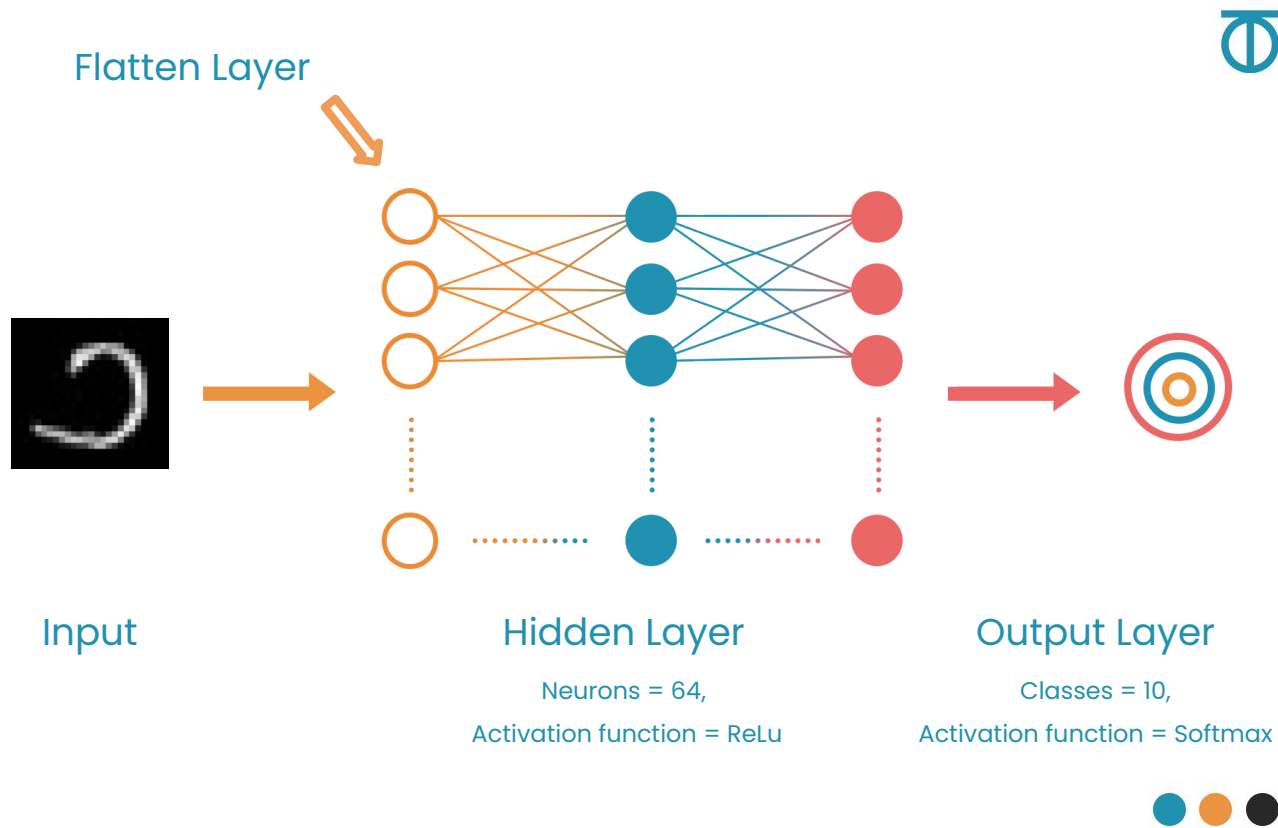 Flatten Layer
Input
Hidden Layer
Neurons = 64,
Activation function = ReLu
Output Layer
Classes = 10,
Activation function = Softmax